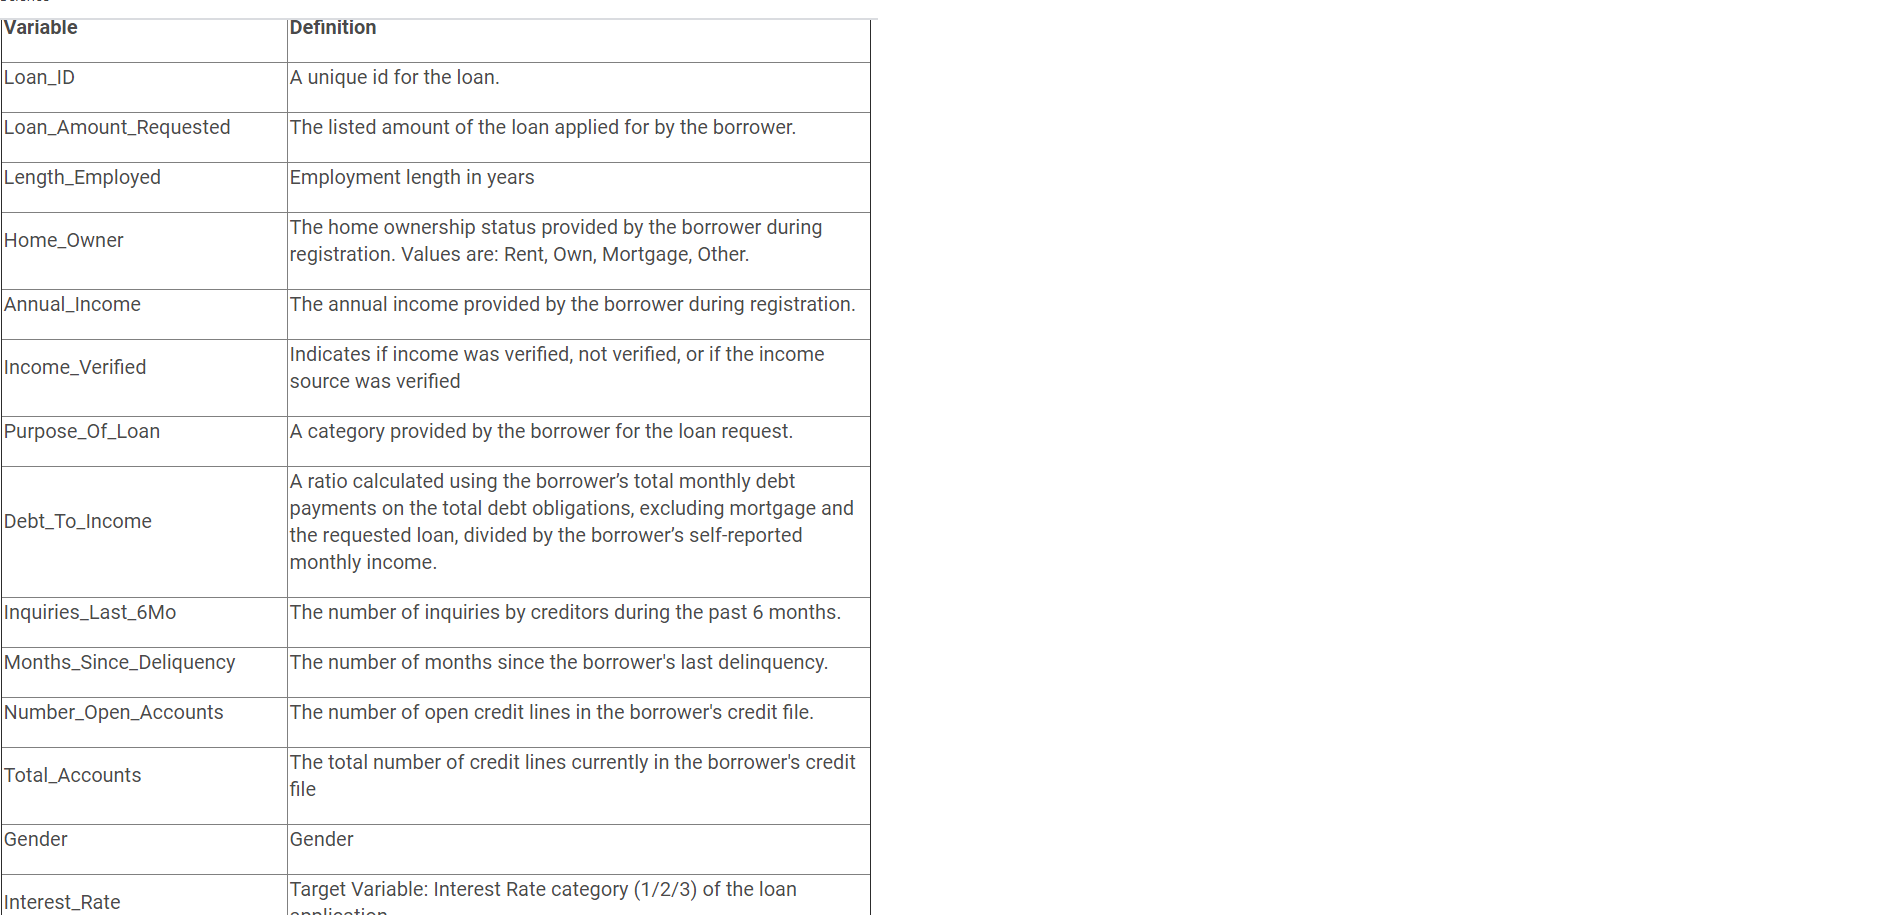 Variable Definition
Loan_ID A unique id for the loan.
Loan_Amount_Requested The listed amount of the loan applied for by the borrower.
Length_Employed Employment length in years
Home_Owner The home ownership status provided by the borrower during
registration. Values are: Rent, Own, Mortgage, Other.
Annual_Income The annual income provided by the borrower during registration.
Income_Verified Indicates if income was verified, not verified, or if the income
source was verified
Purpose_Of_Loan A category provided by the borrower for the loan request.
Debt_To_Income A ratio calculated using the borrower’s total monthly debt
payments on the total debt obligations, excluding mortgage and
the requested loan, divided by the borrower’s self-reported
monthly income.
Inquiries_Last_6Mo The number of inquiries by creditors during the past 6 months.
Months_Since_Deliquency The number of months since the borrower's last delinquency.
Number_Open_Accounts The number of open credit lines in the borrower's credit file.
Total_Accounts The total number of credit lines currently in the borrower's credit
file
Gender Gender
Interest_Rate Target Variable: Interest Rate category (1/2/3) of the loan
application